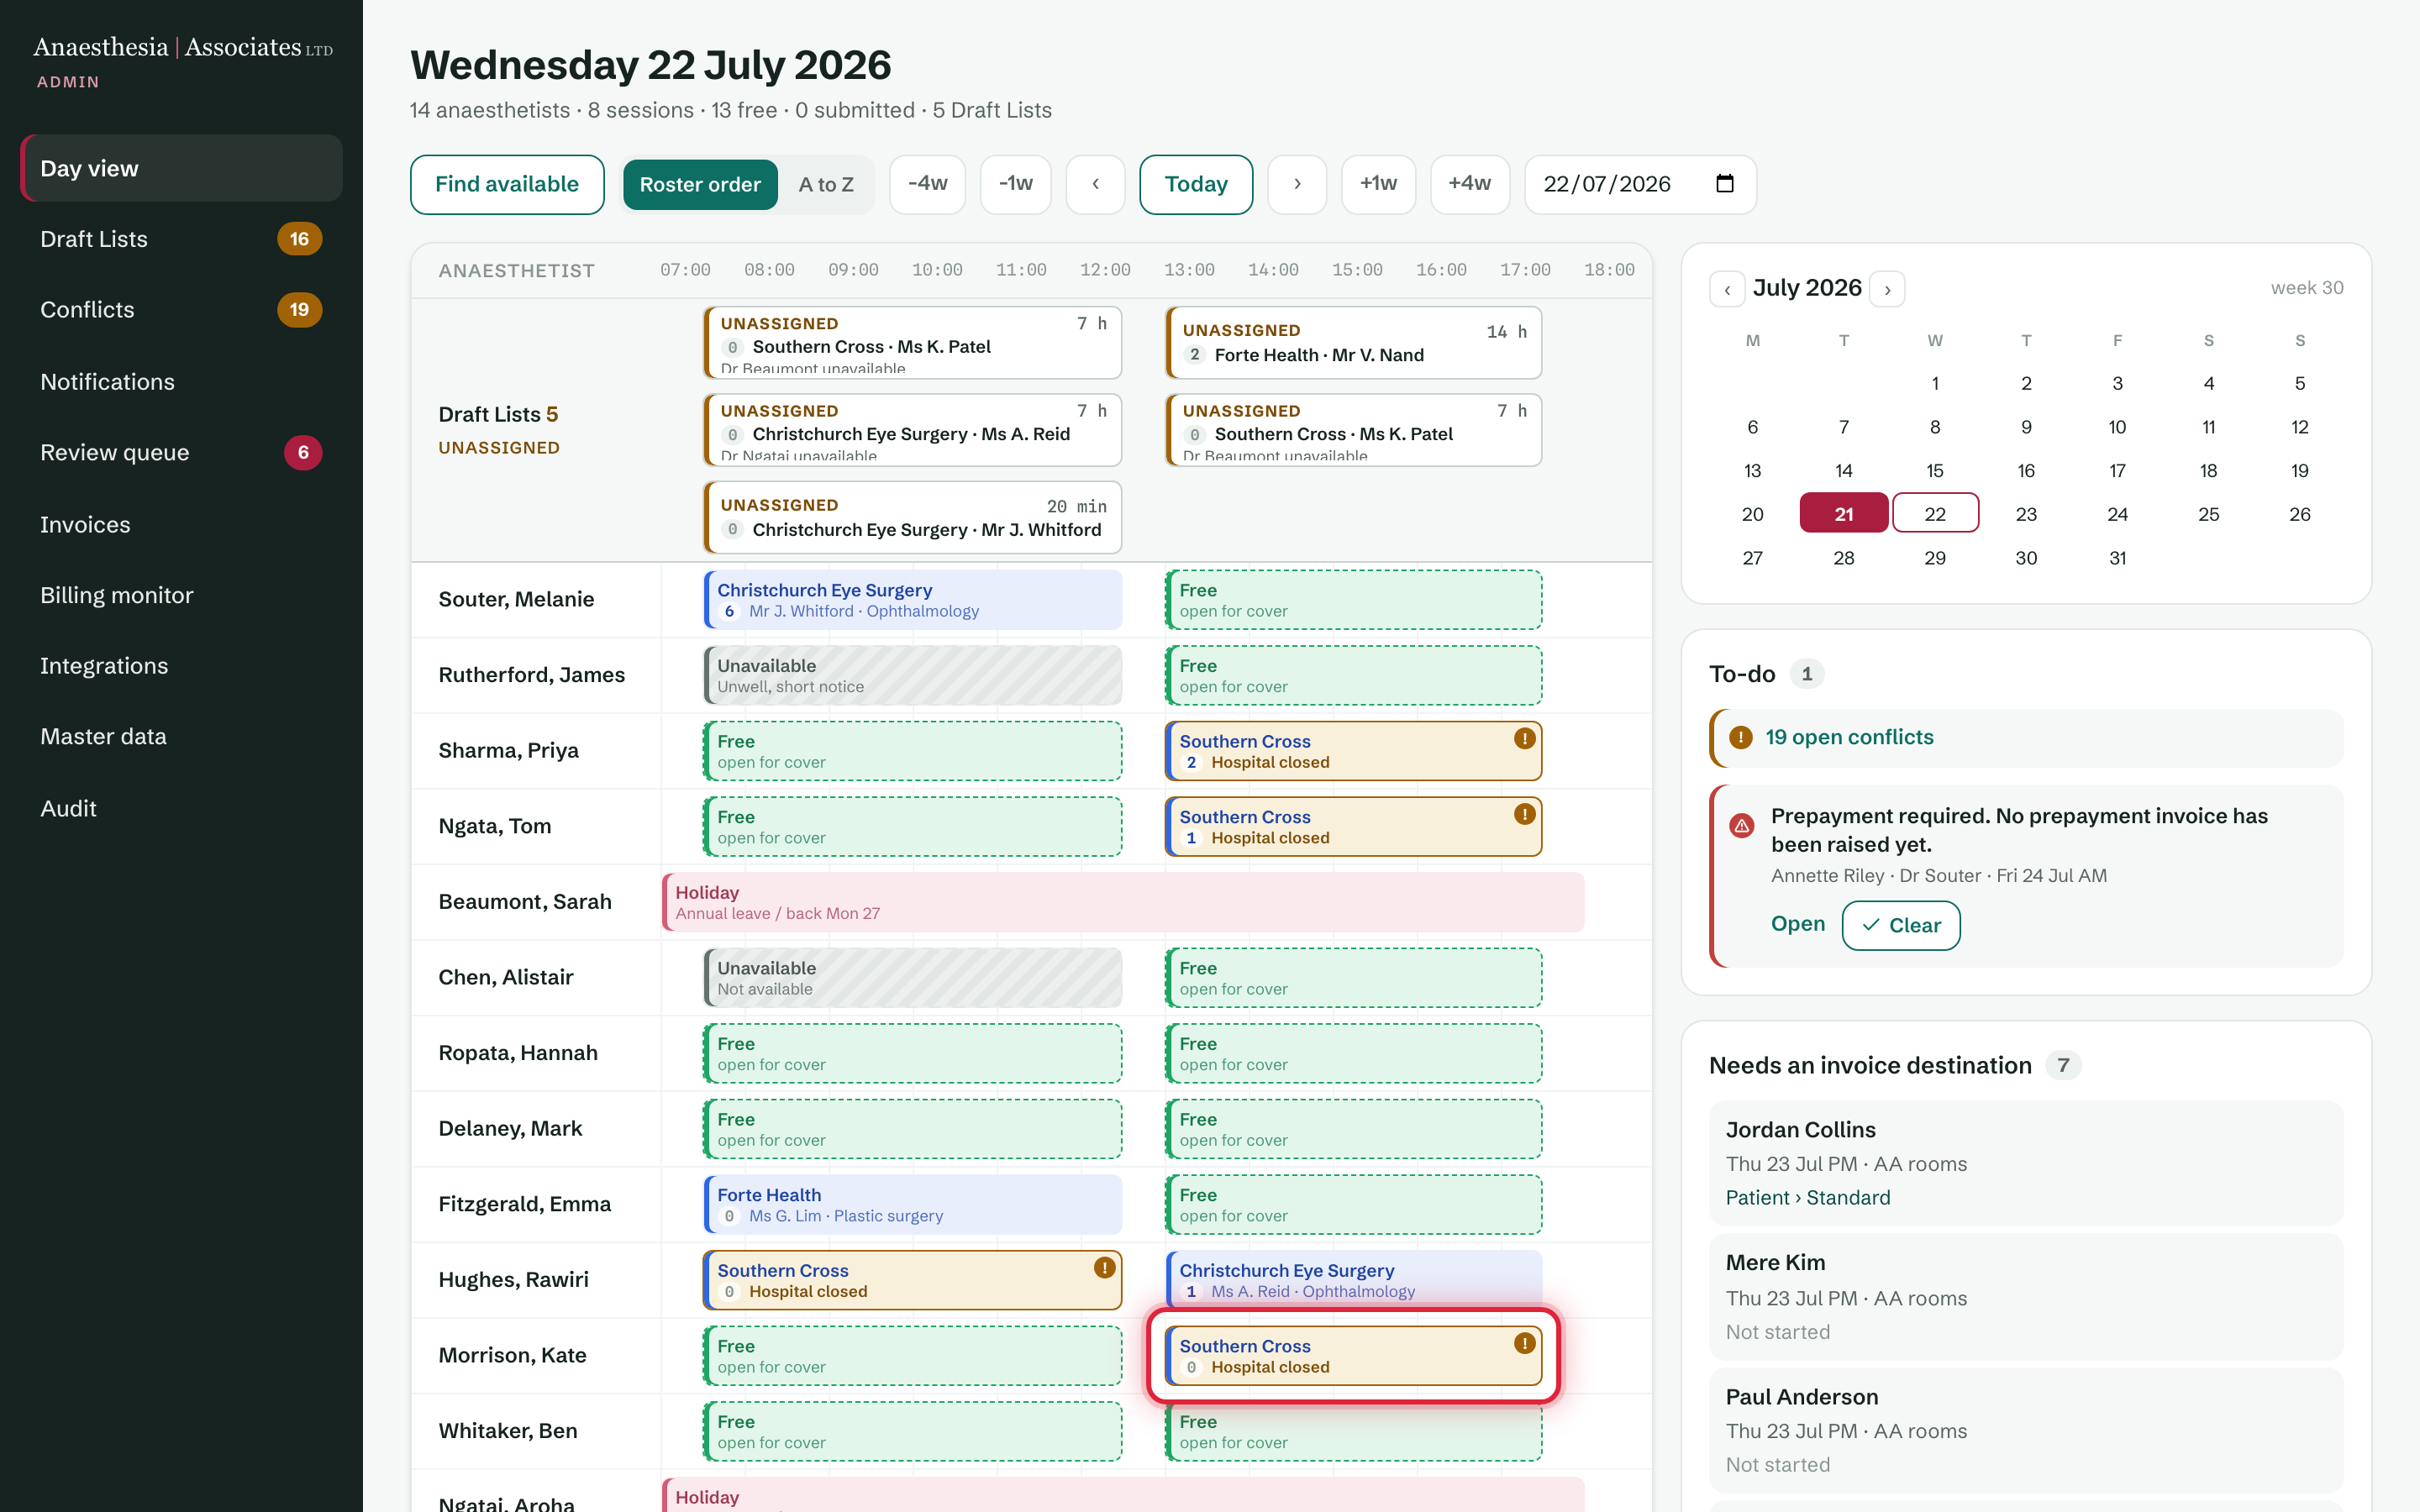 Anaesthesia | Associates LTD
ADMIN
Day view
Draft Lists 16
Conflicts 19
Notifications
Review queue 6
Invoices
Billing monitor
Integrations
Master data
Audit
Wednesday 22 July 2026
14 anaesthetists · 8 sessions · 13 free · 0 submitted · 5 Draft Lists
Find available
Roster order
A to Z
-4w
-1w
‹
Today
›
+1w
+4w
22/07/2026
ANAESTHETIST 07:00 08:00 09:00 10:00 11:00 12:00 13:00 14:00 15:00 16:00 17:00 18:00
Draft Lists 5
UNASSIGNED
UNASSIGNED 7 h
0 Southern Cross · Ms K. Patel
Dr Beaumont unavailable
UNASSIGNED 14 h
2 Forte Health · Mr V. Nand
UNASSIGNED 7 h
0 Christchurch Eye Surgery · Ms A. Reid
Dr Ngatai unavailable
UNASSIGNED 7 h
0 Southern Cross · Ms K. Patel
Dr Beaumont unavailable
UNASSIGNED 20 min
0 Christchurch Eye Surgery · Mr J. Whitford
Souter, Melanie
Christchurch Eye Surgery
6 Mr J. Whitford · Ophthalmology
Free
open for cover
Rutherford, James
Unavailable
Unwell, short notice
Free
open for cover
Sharma, Priya
Free
open for cover
Southern Cross !
2 Hospital closed
Ngata, Tom
Free
open for cover
Southern Cross !
1 Hospital closed
Beaumont, Sarah
Holiday
Annual leave / back Mon 27
Chen, Alistair
Unavailable
Not available
Free
open for cover
Ropata, Hannah
Free
open for cover
Free
open for cover
Delaney, Mark
Free
open for cover
Free
open for cover
Fitzgerald, Emma
Forte Health
0 Ms G. Lim · Plastic surgery
Free
open for cover
Hughes, Rawiri
Southern Cross !
0 Hospital closed
Christchurch Eye Surgery
1 Ms A. Reid · Ophthalmology
Morrison, Kate
Free
open for cover
Southern Cross !
0 Hospital closed
Whitaker, Ben
Free
open for cover
Free
open for cover
Ngatai, Aroha
Holiday
‹ July 2026 › week 30
M T W T F S S
1 2 3 4 5
6 7 8 9 10 11 12
13 14 15 16 17 18 19
20 21 22 23 24 25 26
27 28 29 30 31
To-do 1
! 19 open conflicts
Prepayment required. No prepayment invoice has
been raised yet.
Annette Riley · Dr Souter · Fri 24 Jul AM
Open ✓ Clear
Needs an invoice destination 7
Jordan Collins
Thu 23 Jul PM · AA rooms
Patient › Standard
Mere Kim
Thu 23 Jul PM · AA rooms
Not started
Paul Anderson
Thu 23 Jul PM · AA rooms
Not started